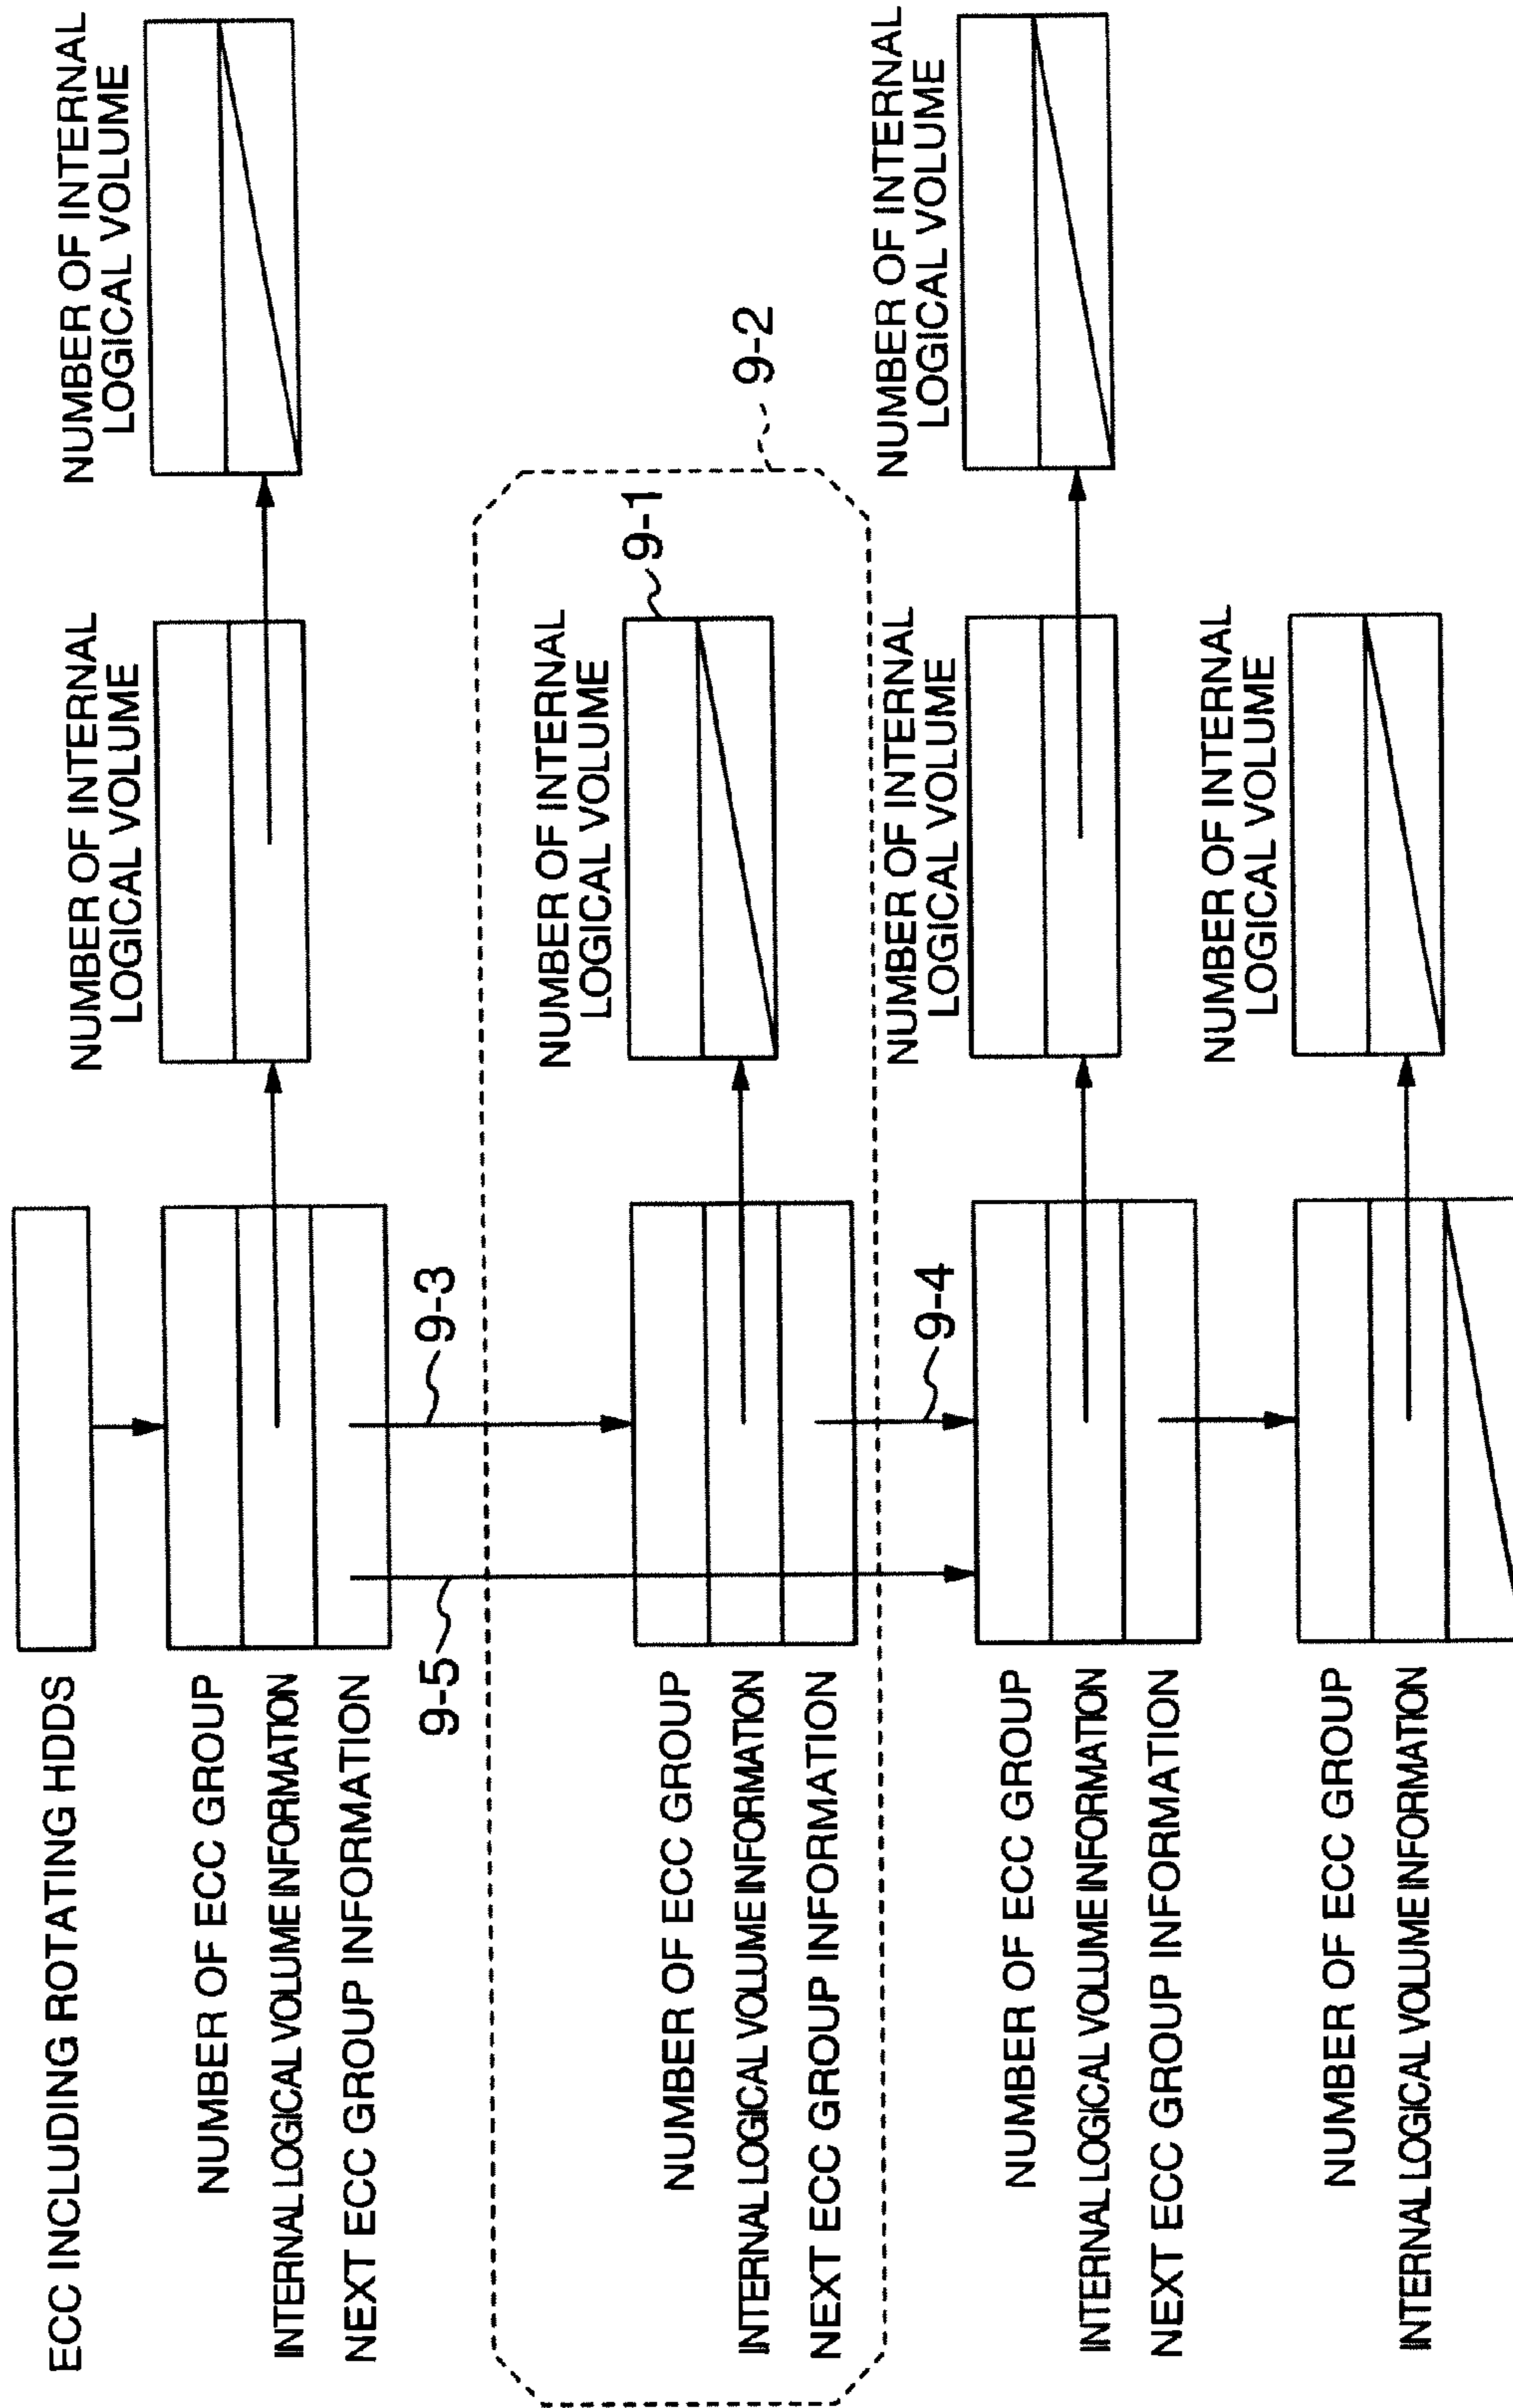 ECC INCLUDING ROTATING HDDS
NUMBER OF ECC GROUP
INTERNAL LOGICAL VOLUME INFORMATION
NEXT ECC GROUP INFORMATION
NUMBER OF INTERNAL
LOGICAL VOLUME
NUMBER OF INTERNAL
LOGICAL VOLUME
9-5
9-3
9-2
NUMBER OF ECC GROUP
INTERNAL LOGICAL VOLUME INFORMATION
NEXT ECC GROUP INFORMATION
NUMBER OF INTERNAL
LOGICAL VOLUME
9-1
9-4
NUMBER OF ECC GROUP
INTERNAL LOGICAL VOLUME INFORMATION
NEXT ECC GROUP INFORMATION
NUMBER OF INTERNAL
LOGICAL VOLUME
NUMBER OF INTERNAL
LOGICAL VOLUME
NUMBER OF ECC GROUP
INTERNAL LOGICAL VOLUME INFORMATION
NUMBER OF INTERNAL
LOGICAL VOLUME